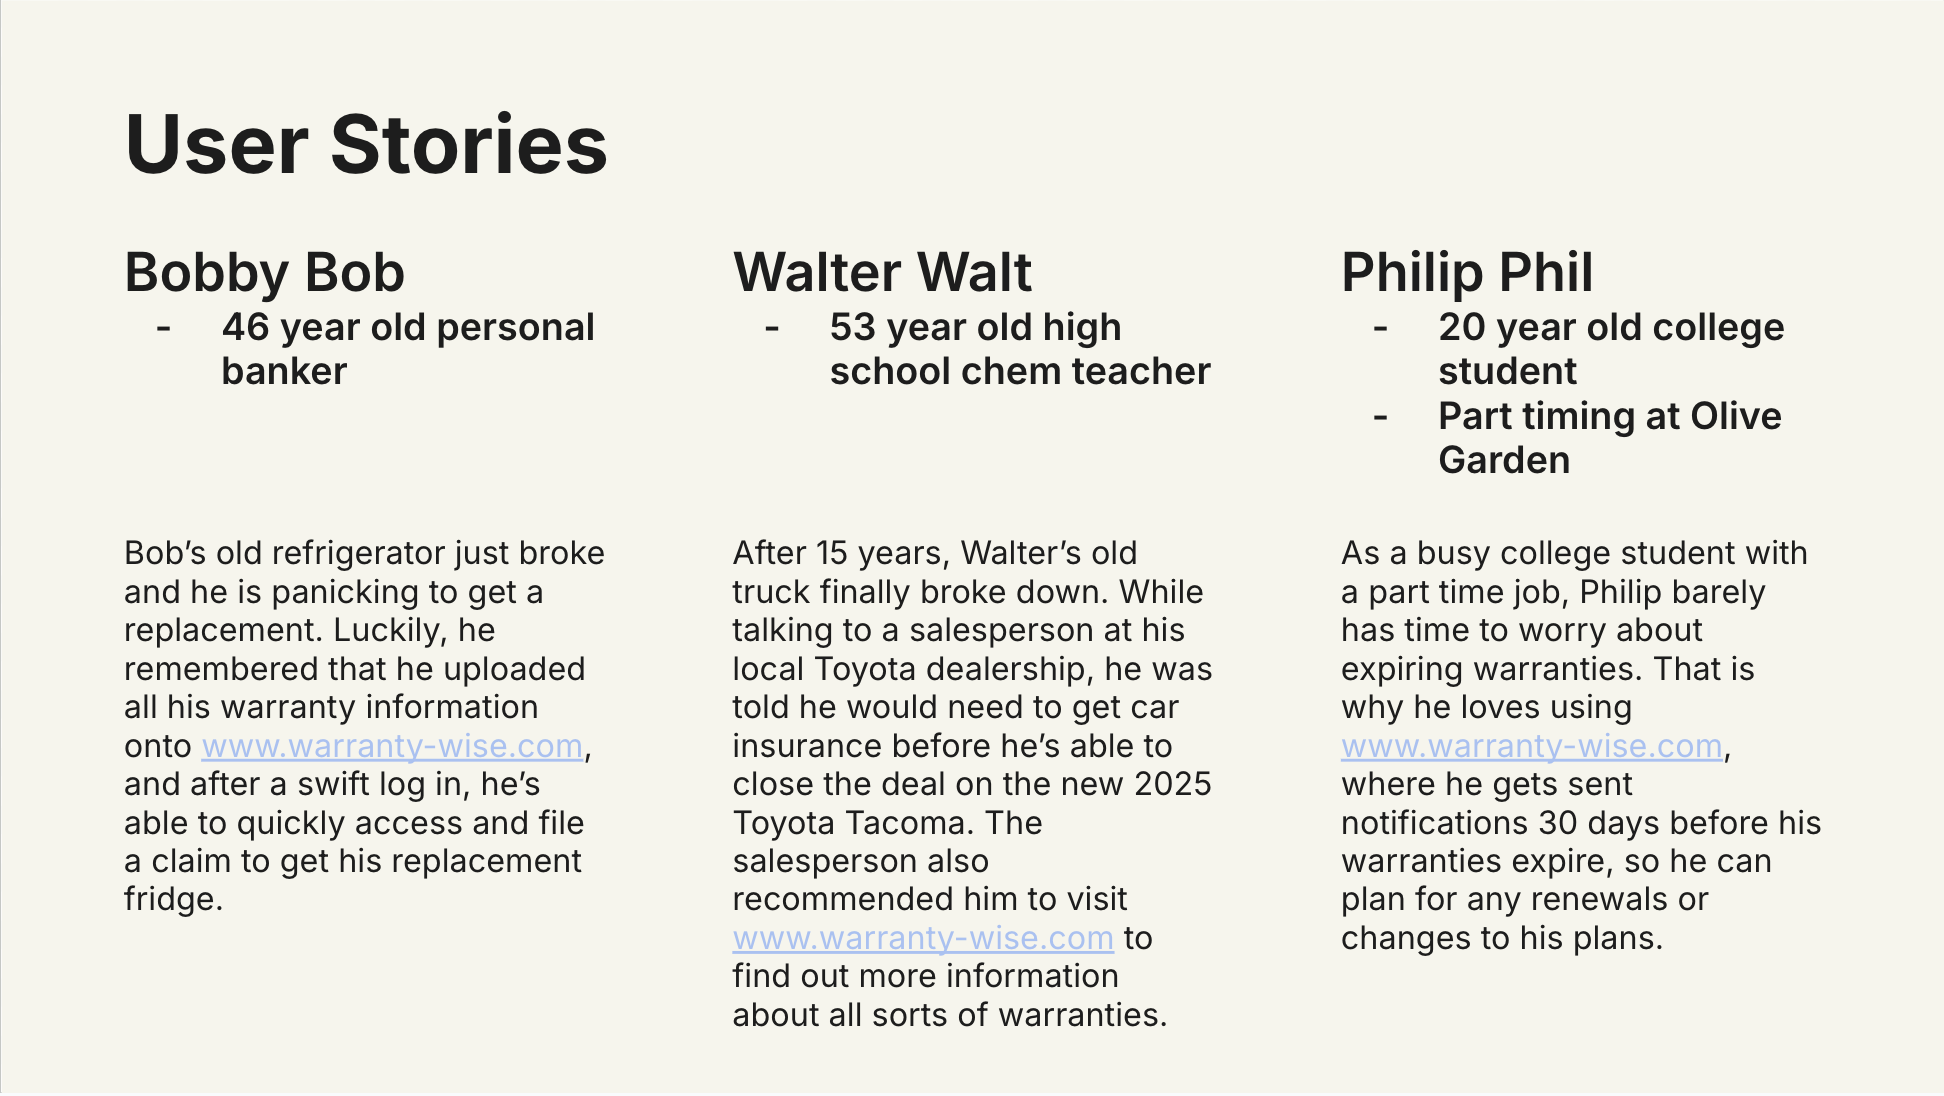 User Stories
Bobby Bob
- 46 year old personal
banker
Bob’s old refrigerator just broke
and he is panicking to get a
replacement. Luckily, he
remembered that he uploaded
all his warranty information
onto www.warranty-wise.com,
and after a swift log in, he’s
able to quickly access and file
a claim to get his replacement
fridge.
Walter Walt
- 53 year old high
school chem teacher
After 15 years, Walter’s old
truck finally broke down. While
talking to a salesperson at his
local Toyota dealership, he was
told he would need to get car
insurance before he’s able to
close the deal on the new 2025
Toyota Tacoma. The
salesperson also
recommended him to visit
www.warranty-wise.com to
find out more information
about all sorts of warranties.
Philip Phil
- 20 year old college
student
- Part timing at Olive
Garden
As a busy college student with
a part time job, Philip barely
has time to worry about
expiring warranties. That is
why he loves using
www.warranty-wise.com,
where he gets sent
notifications 30 days before his
warranties expire, so he can
plan for any renewals or
changes to his plans.